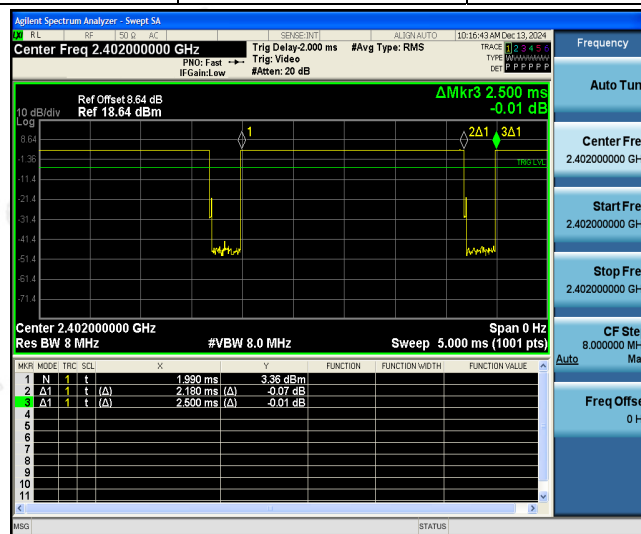 Agilent Spectrum Analyzer - Swept SA
RL RF 50 Ω AC SENSE:INT ALIGN AUTO 10:16:43 AM Dec 13, 2024
Center Freq 2.402000000 GHz
PNO: Fast
IFGain:Low
Trig Delay-2.000 ms
Trig: Video
#Atten: 20 dB
#Avg Type: RMS
TRACE 1 2 3 4 5 6
TYPE
DET P P P P P P
Ref Offset 8.64 dB
10 dB/div Ref 18.64 dBm
Log
ΔMkr3 2.500 ms
-0.01 dB
1
2Δ1
3Δ1
8.64
-1.36
TRIG LVL
-11.4
-21.4
-31.4
-41.4
-51.4
-61.4
-71.4
Center 2.402000000 GHz Span 0 Hz
Res BW 8 MHz #VBW 8.0 MHz Sweep 5.000 ms (1001 pts)
MKR MODE TRC SCL X Y FUNCTION FUNCTION WIDTH FUNCTION VALUE
1 N 1 t 1.990 ms 3.36 dBm
2 Δ1 1 t (Δ) 2.180 ms (Δ) -0.07 dB
3 Δ1 1 t (Δ) 2.500 ms (Δ) -0.01 dB
4
5
6
7
8
9
10
11
MSG STATUS
Frequency
Auto Tun
Center Fre
2.402000000 GH
Start Fre
2.402000000 GH
Stop Fre
2.402000000 GH
CF Ste
8.000000 MH
Auto Ma
Freq Offse
0 H